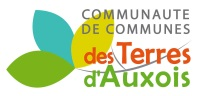 COMMUNAUTE
DE COMMUNES
des Terres
d'Auxois